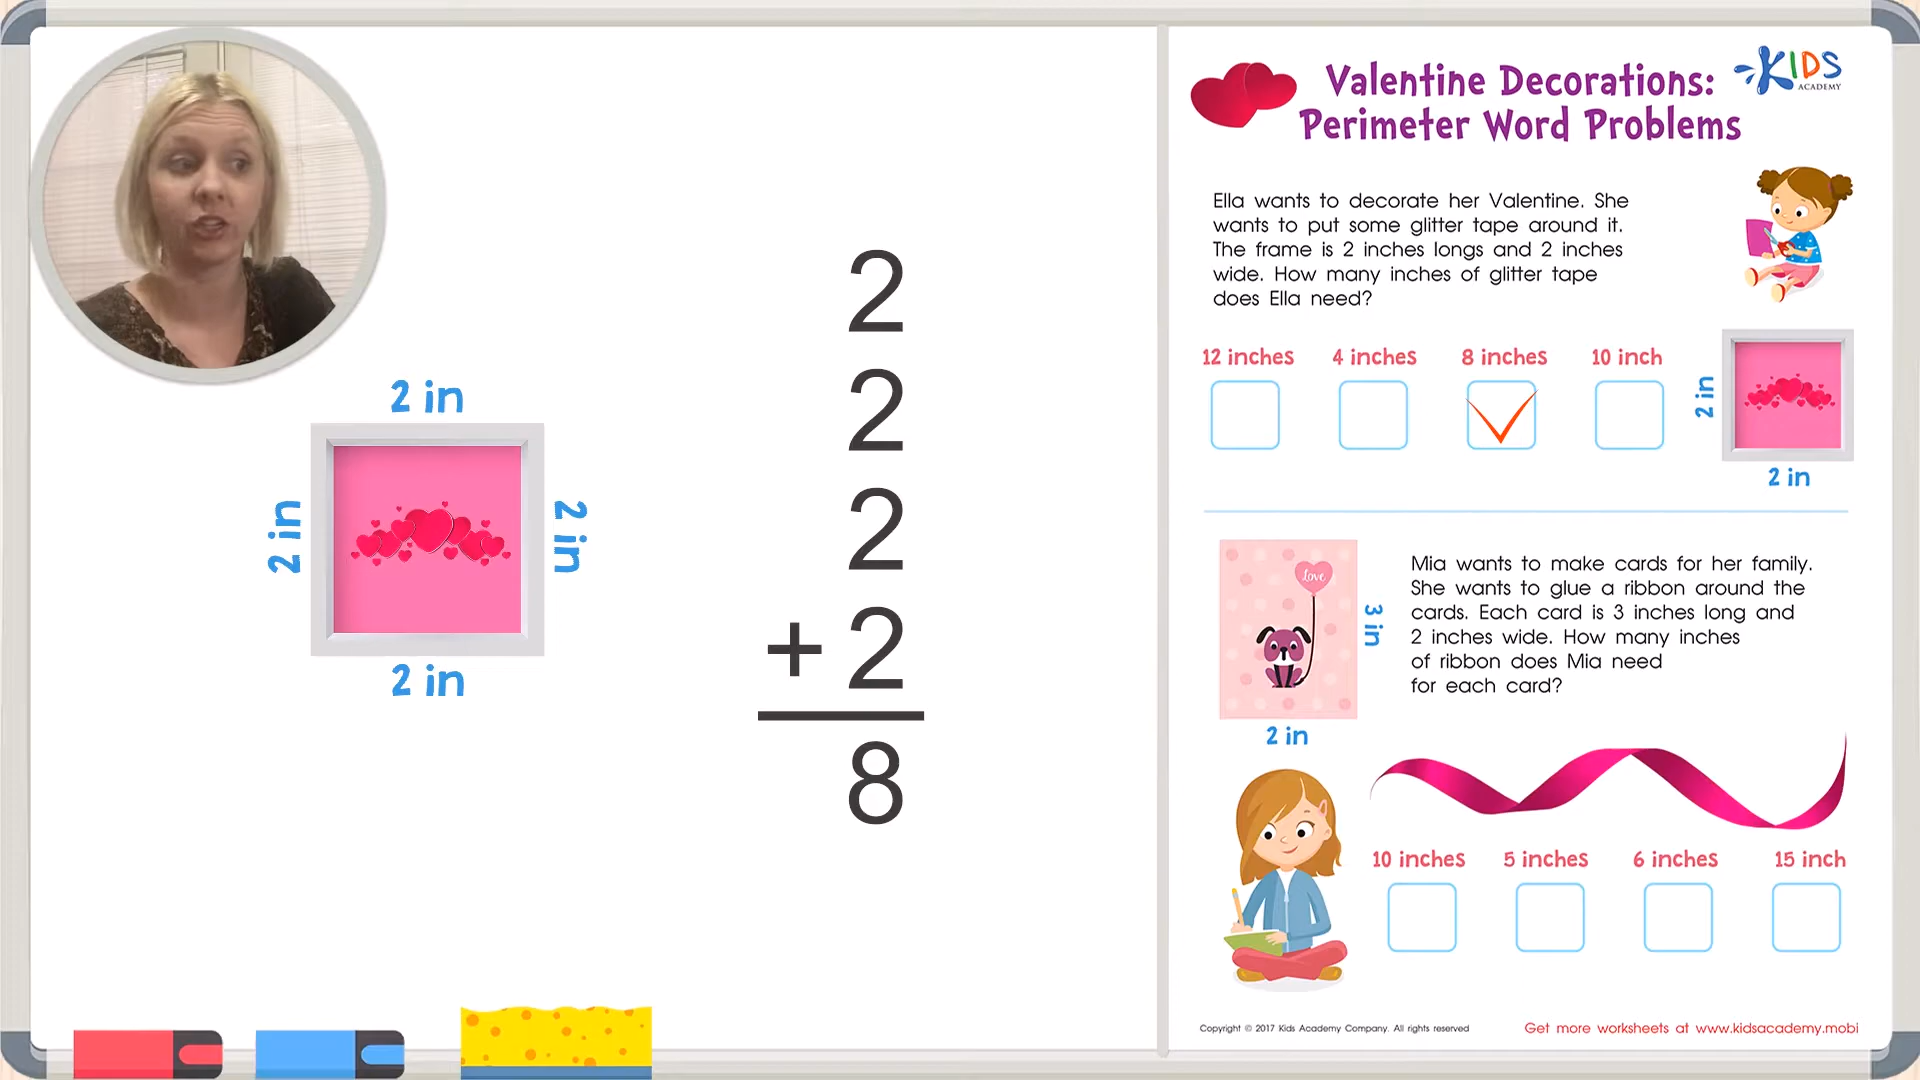 2 in
2 in
2 in
2 in
2
2
2
+ 2
8
Valentine Decorations:
Perimeter Word Problems
KIDS
ACADEMY
Ella wants to decorate her Valentine. She
wants to put some glitter tape around it.
The frame is 2 inches longs and 2 inches
wide. How many inches of glitter tape
does Ella need?
12 inches
4 inches
8 inches
10 inch
2 in
2 in
Love
3 in
2 in
Mia wants to make cards for her family.
She wants to glue a ribbon around the
cards. Each card is 3 inches long and
2 inches wide. How many inches
of ribbon does Mia need
for each card?
10 inches
5 inches
6 inches
15 inch
Copyright © 2017 Kids Academy Company. All rights reserved
Get more worksheets at www.kidsacademy.mobi